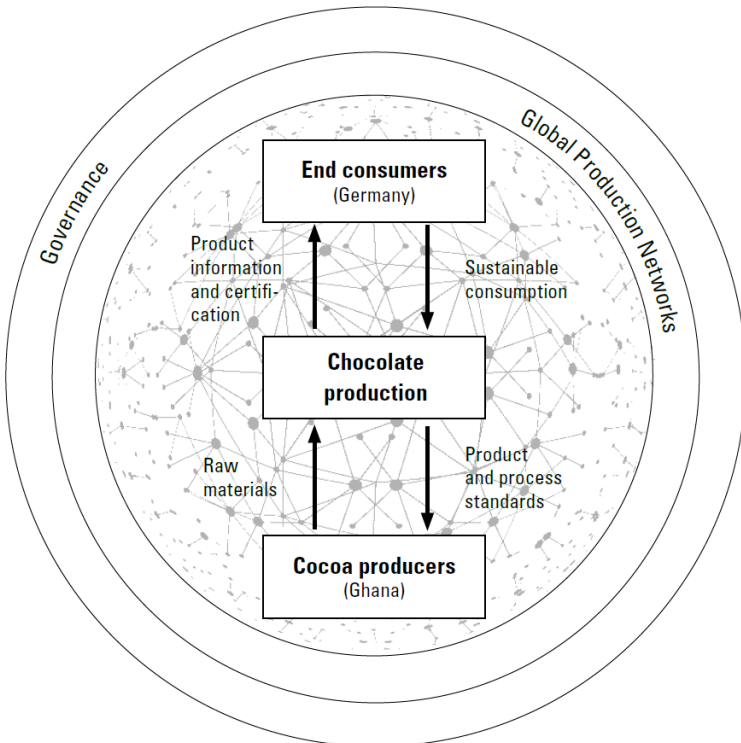 Governance
Global Production Networks
End consumers
(Germany)
Product
information
and certifi-
cation
Sustainable
consumption
Chocolate
production
Raw
materials
Product
and process
standards
Cocoa producers
(Ghana)